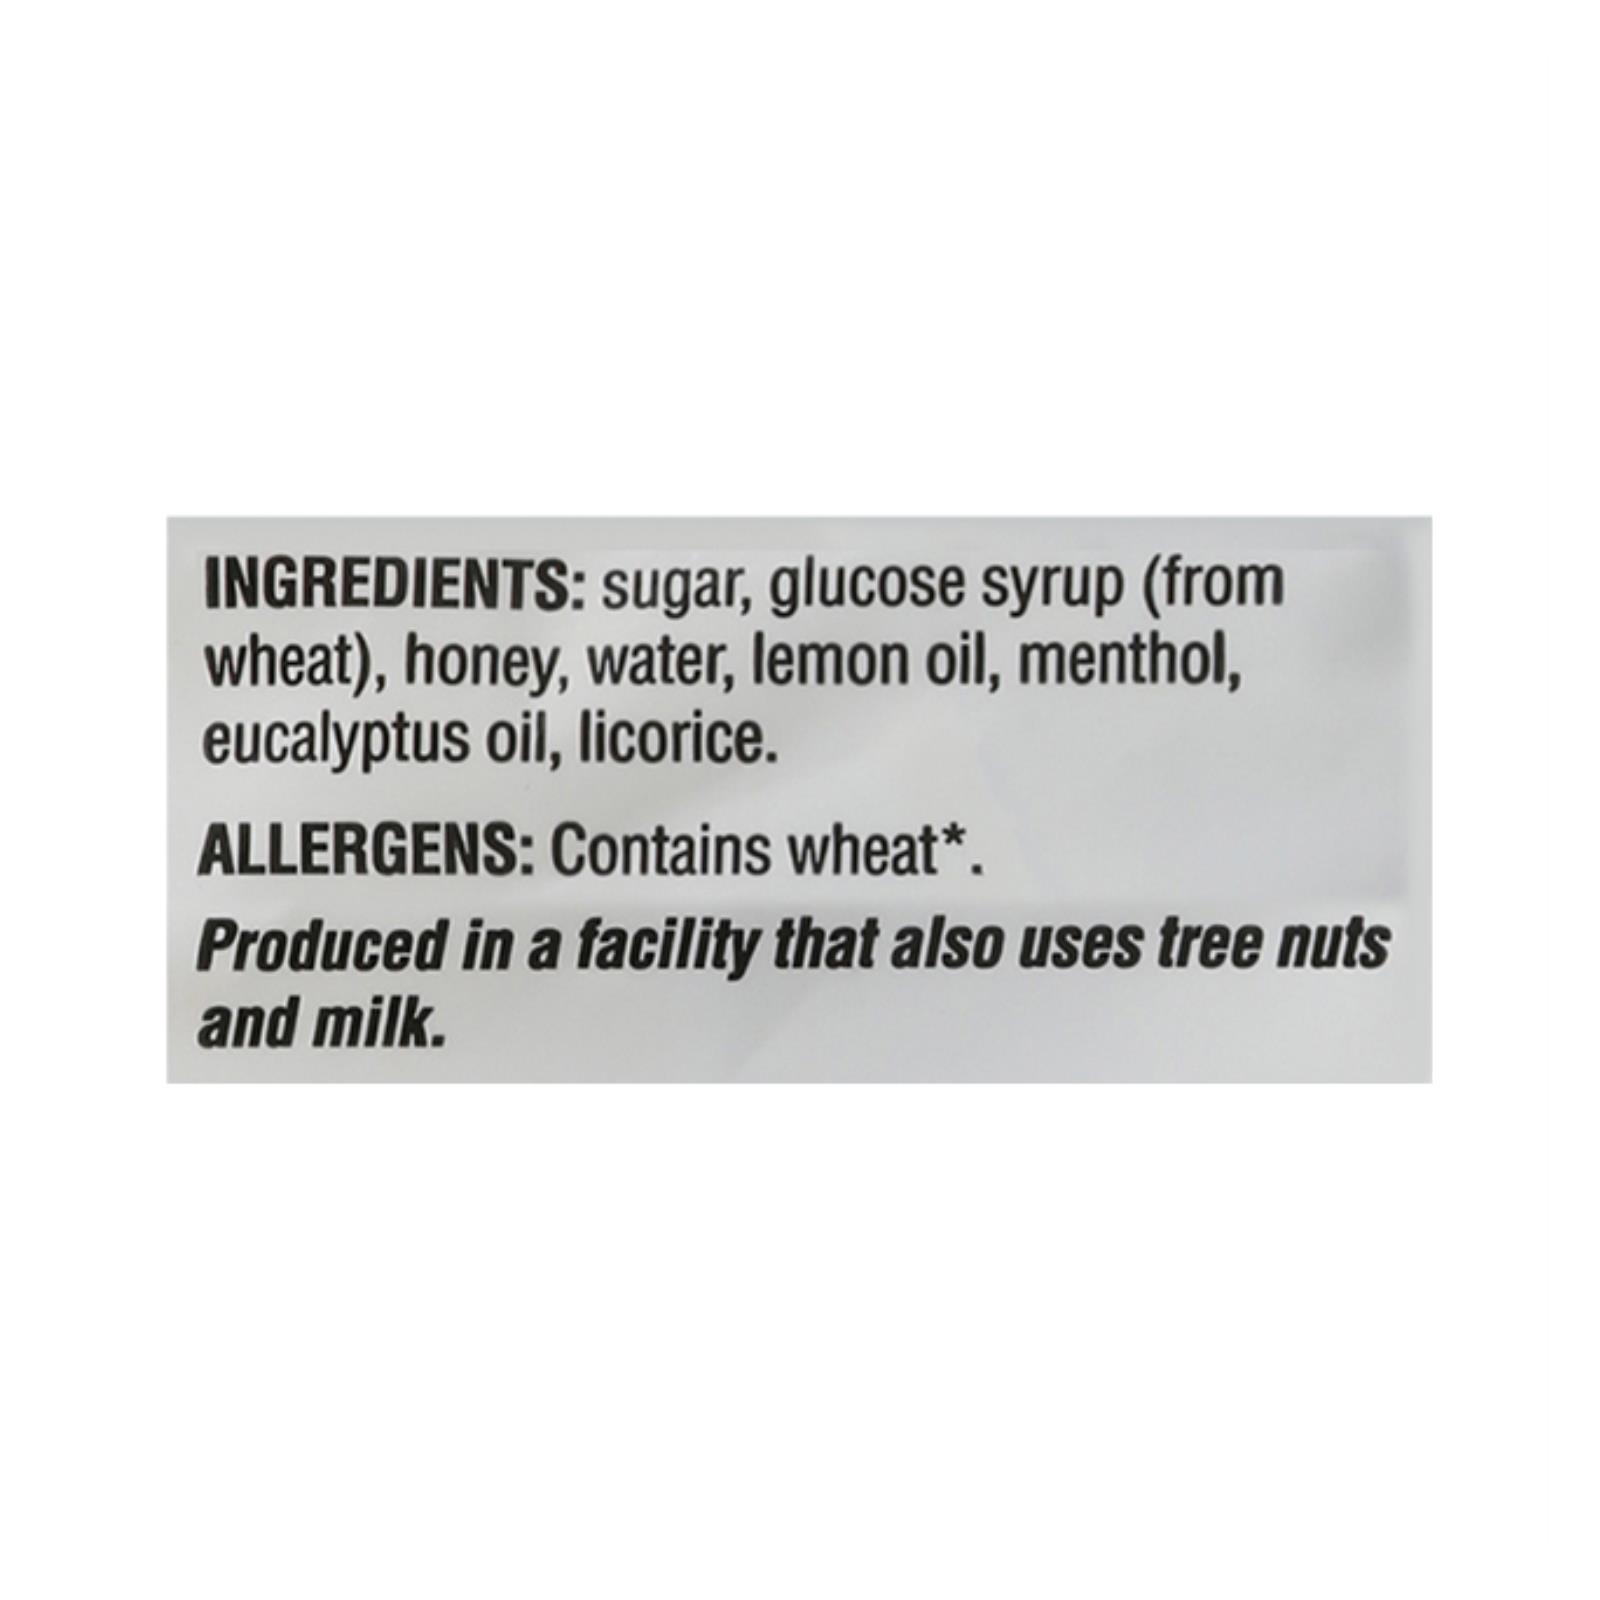 INGREDIENTS: sugar, glucose syrup (from
wheat), honey, water, lemon oil, menthol,
eucalyptus oil, licorice.
ALLERGENS: Contains wheat*.
Produced in a facility that also uses tree nuts
and milk.